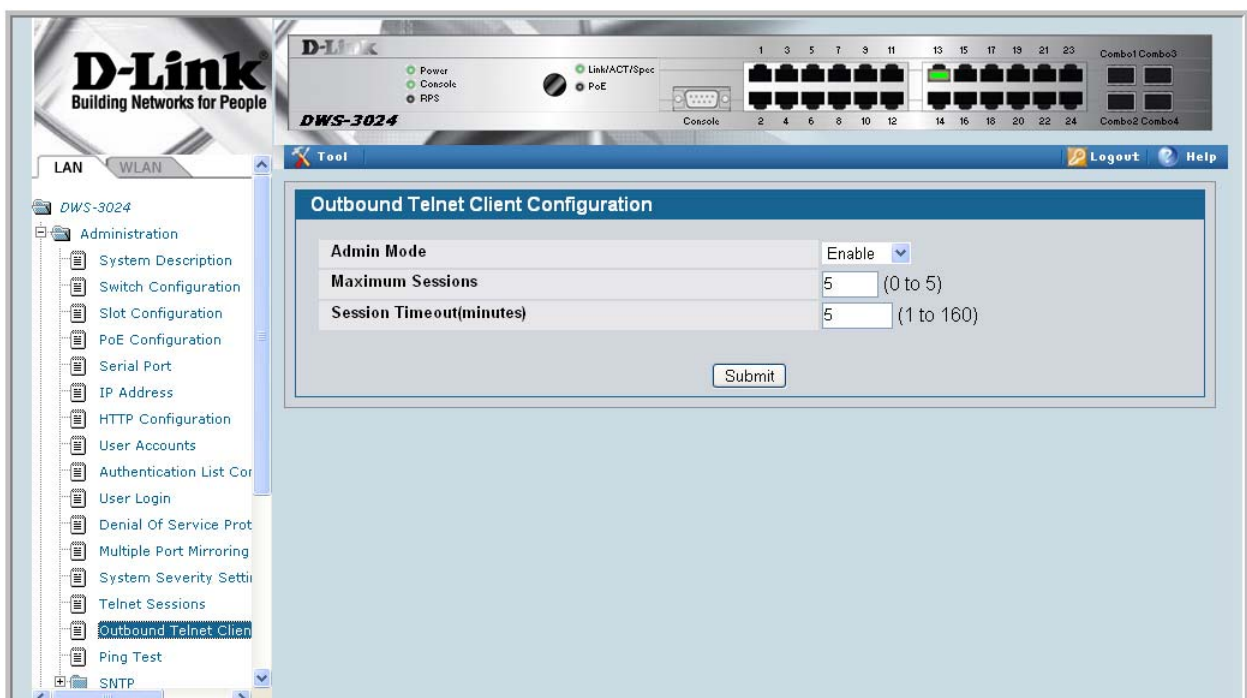 D-Link
Building Networks for People
D-Link
Power
Console
RPS
Link/ACT/Spec
PoE
DWS-3024
Console
1 3 5 7 9 11 13 15 17 19 21 23
2 4 6 8 10 12 14 16 18 20 22 24
Combo1 Combo3
Combo2 Combo4
LAN WLAN
Tool
Logout
Help
DWS-3024
Administration
System Description
Switch Configuration
Slot Configuration
PoE Configuration
Serial Port
IP Address
HTTP Configuration
User Accounts
Authentication List Cor
User Login
Denial Of Service Prot
Multiple Port Mirroring
System Severity Settin
Telnet Sessions
Outbound Telnet Clien
Ping Test
SNTP
Outbound Telnet Client Configuration
Admin Mode Enable
Maximum Sessions 5 (0 to 5)
Session Timeout(minutes) 5 (1 to 160)
Submit